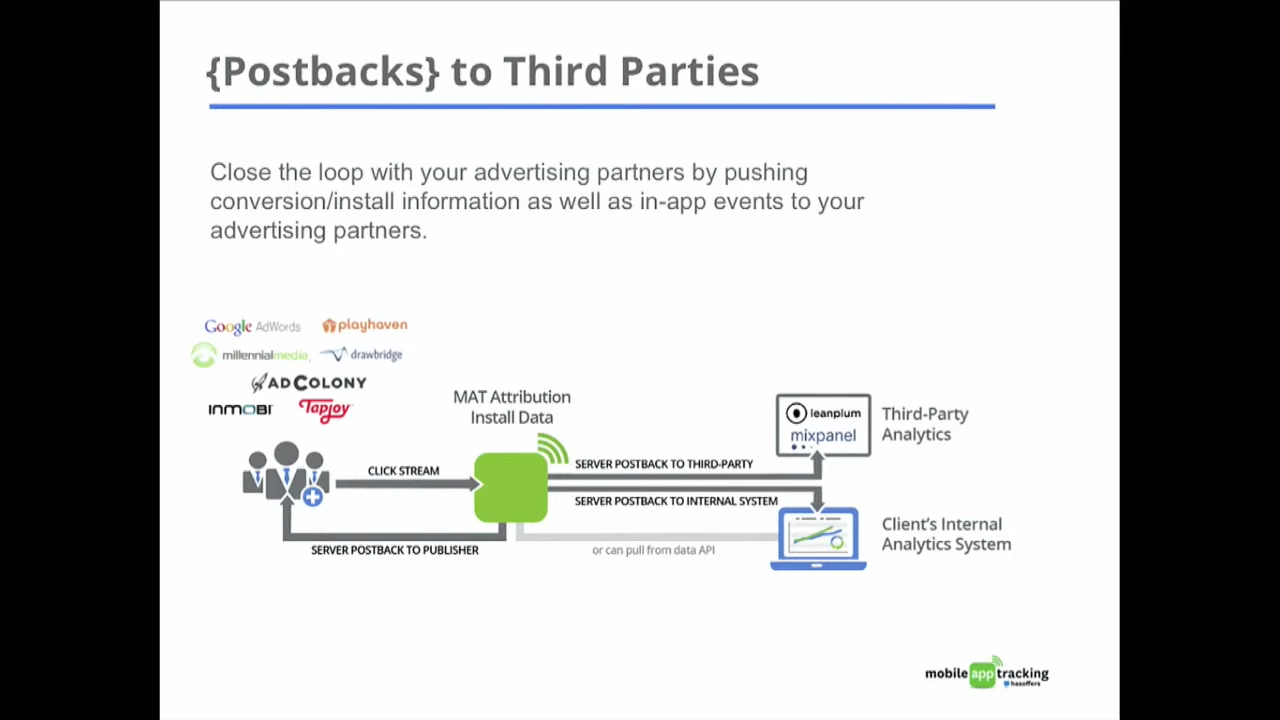 {Postbacks} to Third Parties
Close the loop with your advertising partners by pushing
conversion/install information as well as in-app events to your
advertising partners.
Google AdWords
playhaven
millennialmedia.
drawbridge
ADCOLONY
INMOBI
Tapjoy
MAT Attribution
Install Data
CLICK STREAM
SERVER POSTBACK TO PUBLISHER
SERVER POSTBACK TO THIRD-PARTY
SERVER POSTBACK TO INTERNAL SYSTEM
or can pull from data API
leanplum
mixpanel
Third-Party
Analytics
Client's Internal
Analytics System
mobile app tracking
hasoffers